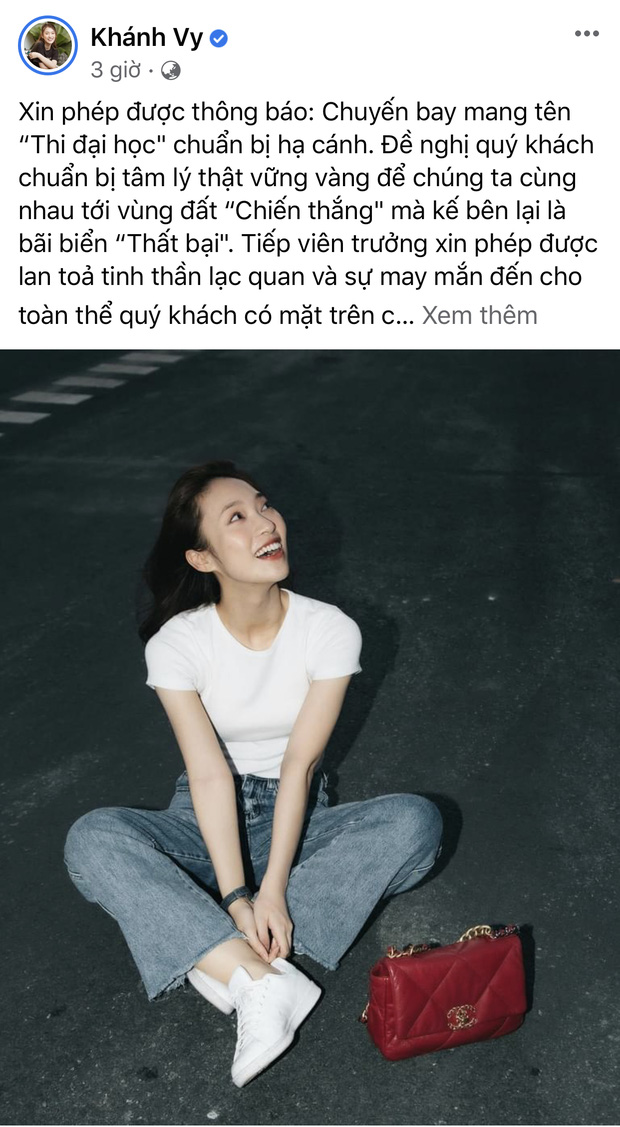 Khánh Vy
3 giờ ·
Xin phép được thông báo: Chuyến bay mang tên
“Thi đại học" chuẩn bị hạ cánh. Đề nghị quý khách
chuẩn bị tâm lý thật vững vàng để chúng ta cùng
nhau tới vùng đất “Chiến thắng" mà kế bên lại là
bãi biển “Thất bại". Tiếp viên trưởng xin phép được
lan toả tinh thần lạc quan và sự may mắn đến cho
toàn thể quý khách có mặt trên c... Xem thêm